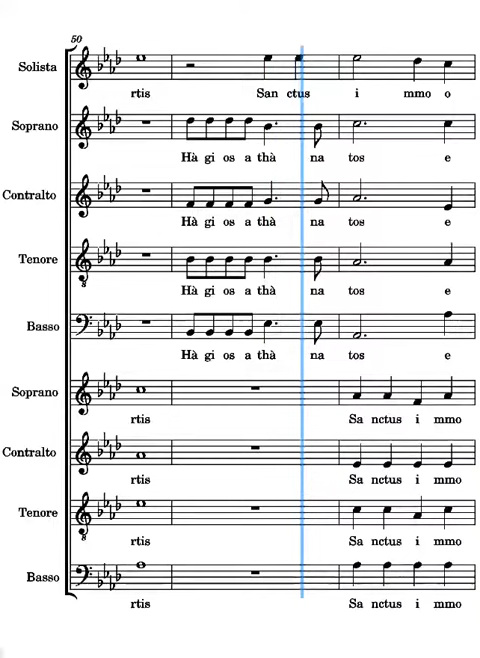 50
Solista
rtis San ctus i mmo o
Soprano
Hà gi os a thà na tos e
Contralto
Hà gi os a thà na tos e
Tenore
8
Hà gi os a thà na tos e
Basso
Hà gi os a thà na tos e
Soprano
rtis Sa nctus i mmo
Contralto
rtis Sa nctus i mmo
Tenore
8
rtis Sa nctus i mmo
Basso
rtis Sa nctus i mmo